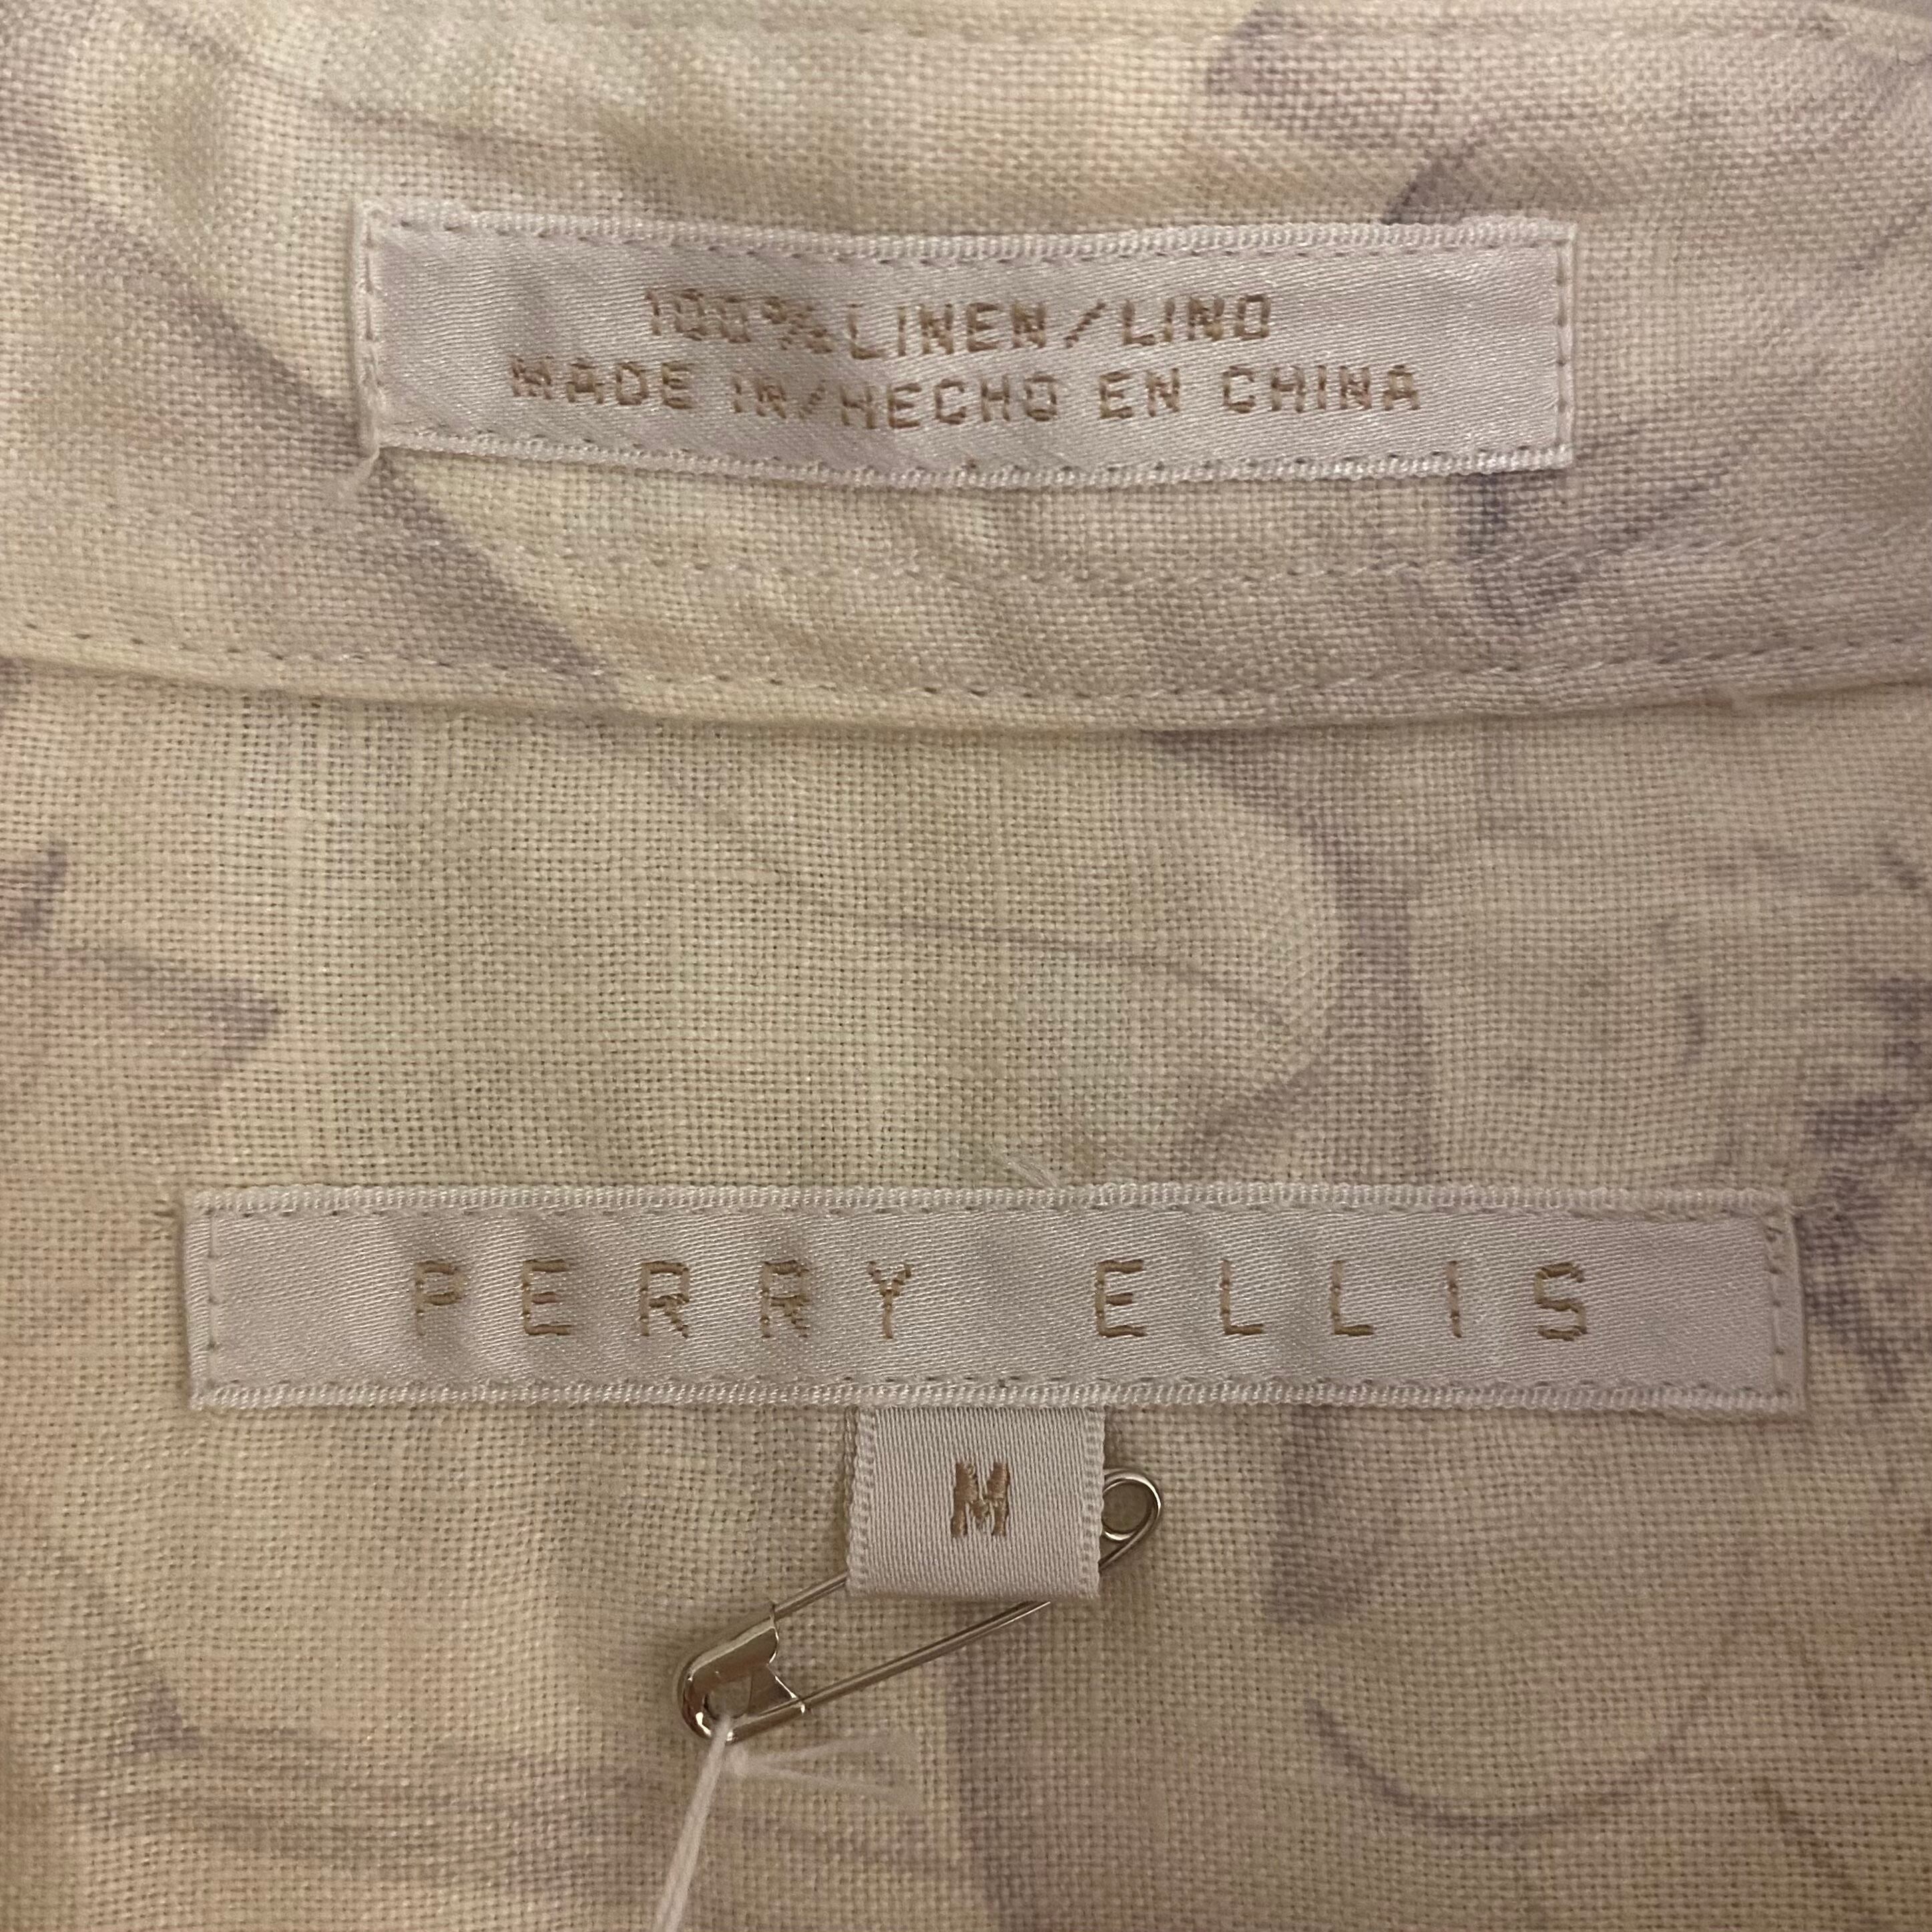 100% LINEN/LINO
MADE IN/HECHO EN CHINA
PERRY ELLIS
M